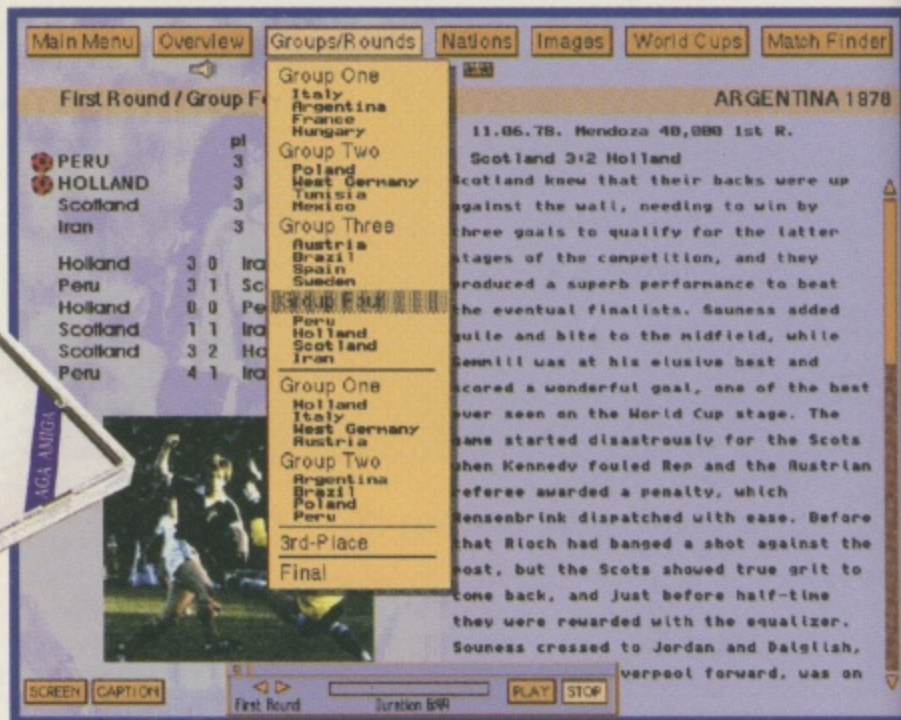 Main Menu
Overview
Groups/Rounds
Nations
Images
World Cups
Match Finder
First Round / Group Fo
ARGENTINA 1978
pl
PERU 3
HOLLAND 3
Scotland 3
Iran 3
Holland 3 0 Ira
Peru 3 1 Sc
Holland 0 0 Pe
Scotland 1 1 Ira
Scotland 3 2 Ho
Peru 4 1 Ira
Group One
Italy
Argentina
France
Hungary
Group Two
Poland
West Germany
Tunisia
Mexico
Group Three
Austria
Brazil
Spain
Sweden
Group Four
Peru
Holland
Scotland
Iran
Group One
Holland
Italy
West Germany
Austria
Group Two
Argentina
Brazil
Poland
Peru
3rd-Place
Final
11.06.78. Mendoza 40,000 1st R.
Scotland 3:2 Holland
Scotland knew that their backs were up
against the wall, needing to win by
three goals to qualify for the latter
stages of the competition, and they
produced a superb performance to beat
the eventual finalists. Souness added
guile and bite to the midfield, while
Gemmill was at his elusive best and
scored a wonderful goal, one of the best
ever seen on the World Cup stage. The
game started disastrously for the Scots
when Kennedy fouled Rep and the Austrian
referee awarded a penalty, which
Rensenbrink dispatched with ease. Before
that Rioch had banged a shot against the
post, but the Scots showed true grit to
come back, and just before half-time
they were rewarded with the equalizer.
Souness crossed to Jordan and Dalglish,
verpool forward, was on
AGA AMIGA
SCREEN
CAPTION
First Round
Duration
PLAY
STOP